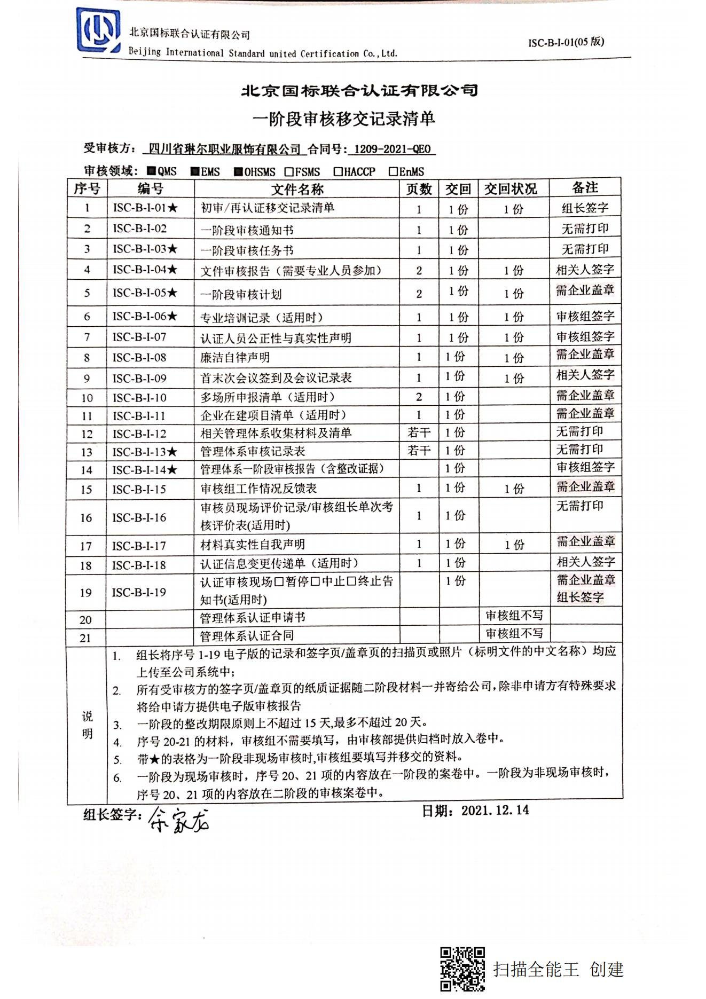 北京国标联合认证有限公司
Beijing International Standard united Certification Co.,Ltd.
ISC-B-I-01(05 版)
北京国标联合认证有限公司
一阶段审核移交记录清单
受审核方: 四川省琳尔职业服饰有限公司 合同号: 1209-2021-QEO
审核领域: ■QMS ■EMS ■OHSMS □FSMS □HACCP □EnMS
序号 编号 文件名称 页数 交回 交回状况 备注
1 ISC-B-I-01★ 初审/再认证移交记录清单 1 1份 1份 组长签字
2 ISC-B-I-02 一阶段审核通知书 1 1份 无需打印
3 ISC-B-I-03★ 一阶段审核任务书 1 1份 无需打印
4 ISC-B-I-04★ 文件审核报告（需要专业人员参加） 2 1份 1份 相关人签字
5 ISC-B-I-05★ 一阶段审核计划 2 1份 1份 需企业盖章
6 ISC-B-I-06★ 专业培训记录（适用时） 1 1份 1份 审核组签字
7 ISC-B-I-07 认证人员公正性与真实性声明 1 1份 1份 审核组签字
8 ISC-B-I-08 廉洁自律声明 1 1份 1份 需企业盖章
9 ISC-B-I-09 首末次会议签到及会议记录表 1 1份 1份 相关人签字
10 ISC-B-I-10 多场所申报清单（适用时） 2 1份 需企业盖章
11 ISC-B-I-11 企业在建项目清单（适用时） 1 1份 需企业盖章
12 ISC-B-I-12 相关管理体系收集材料及清单 若干 1份 无需打印
13 ISC-B-I-13★ 管理体系审核记录表 若干 1份 无需打印
14 ISC-B-I-14★ 管理体系一阶段审核报告（含整改证据） 1份 审核组签字
15 ISC-B-I-15 审核组工作情况反馈表 1 1份 1份 需企业盖章
16 ISC-B-I-16 审核员现场评价记录/审核组长单次考 1 1份 无需打印
核评价表(适用时)
17 ISC-B-I-17 材料真实性自我声明 1 1份 1份 需企业盖章
18 ISC-B-I-18 认证信息变更传递单（适用时） 1 1份 相关人签字
19 ISC-B-I-19 认证审核现场□暂停□中止□终止告 1份 需企业盖章
知书(适用时) 组长签字
20 管理体系认证申请书 审核组不写
21 管理体系认证合同 审核组不写
说明
1. 组长将序号 1-19 电子版的记录和签字页/盖章页的扫描页或照片（标明文件的中文名称）均应
上传至公司系统中;
2. 所有受审核方的签字页/盖章页的纸质证据随二阶段材料一并寄给公司,除非申请方有特殊要求
将给申请方提供电子版审核报告
3. 一阶段的整改期限原则上不超过 15 天,最多不超过 20 天。
4. 序号 20-21 的材料，审核组不需要填写，由审核部提供归档时放入卷中。
5. 带★的表格为一阶段非现场审核时,审核组要填写并移交的资料。
6. 一阶段为现场审核时，序号 20、21 项的内容放在一阶段的案卷中。一阶段为非现场审核时，
序号 20、21 项的内容放在二阶段的审核案卷中。
组长签字: 余家龙
日期: 2021.12.14
扫描全能王 创建